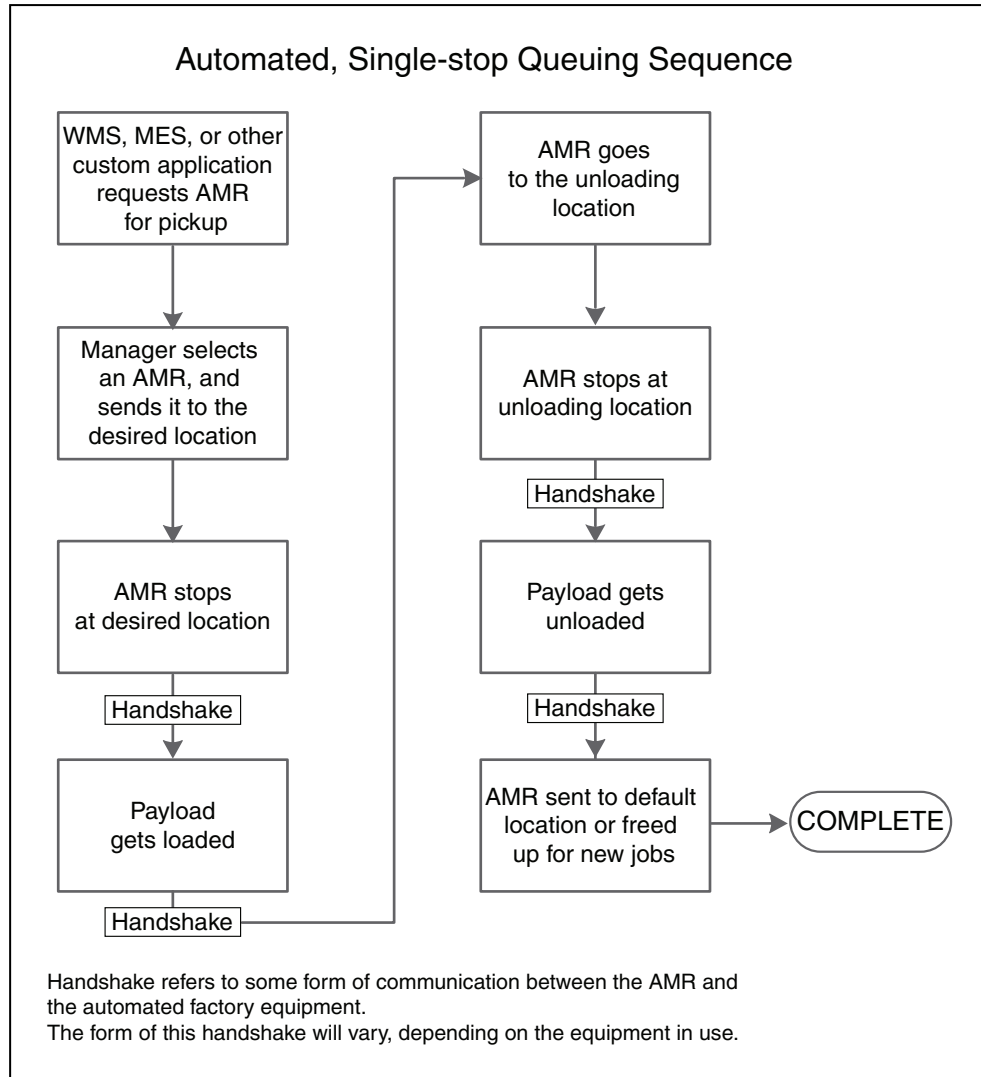 Automated, Single-stop Queuing Sequence
WMS, MES, or other
custom application
requests AMR
for pickup
Manager selects
an AMR, and
sends it to the
desired location
AMR stops
at desired location
Handshake
Payload
gets loaded
Handshake
AMR goes
to the unloading
location
AMR stops at
unloading location
Handshake
Payload gets
unloaded
Handshake
AMR sent to default
location or freed
up for new jobs
COMPLETE
Handshake refers to some form of communication between the AMR and
the automated factory equipment.
The form of this handshake will vary, depending on the equipment in use.